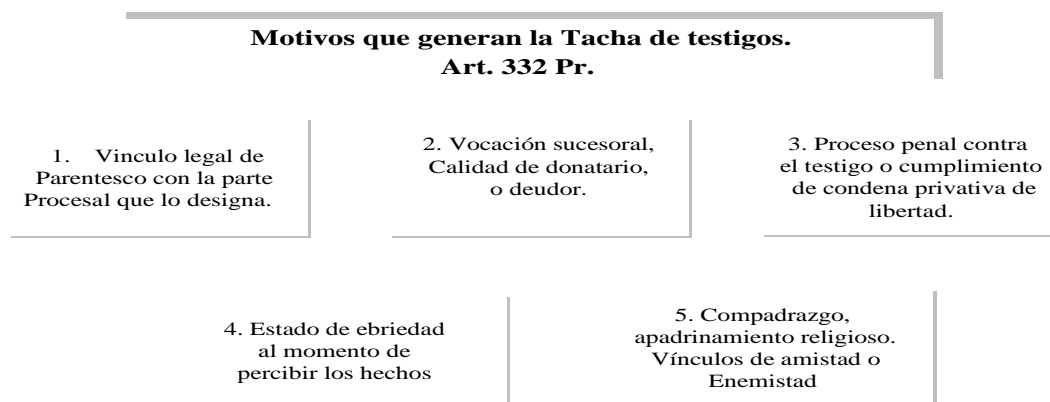 Motivos que generan la Tacha de testigos.
Art. 332 Pr.
1. Vinculo legal de
Parentesco con la parte
Procesal que lo designa.
2. Vocación sucesoral,
Calidad de donatario,
o deudor.
3. Proceso penal contra
el testigo o cumplimiento
de condena privativa de
libertad.
4. Estado de ebriedad
al momento de
percibir los hechos
5. Compadrazgo,
apadrinamiento religioso.
Vínculos de amistad o
Enemistad